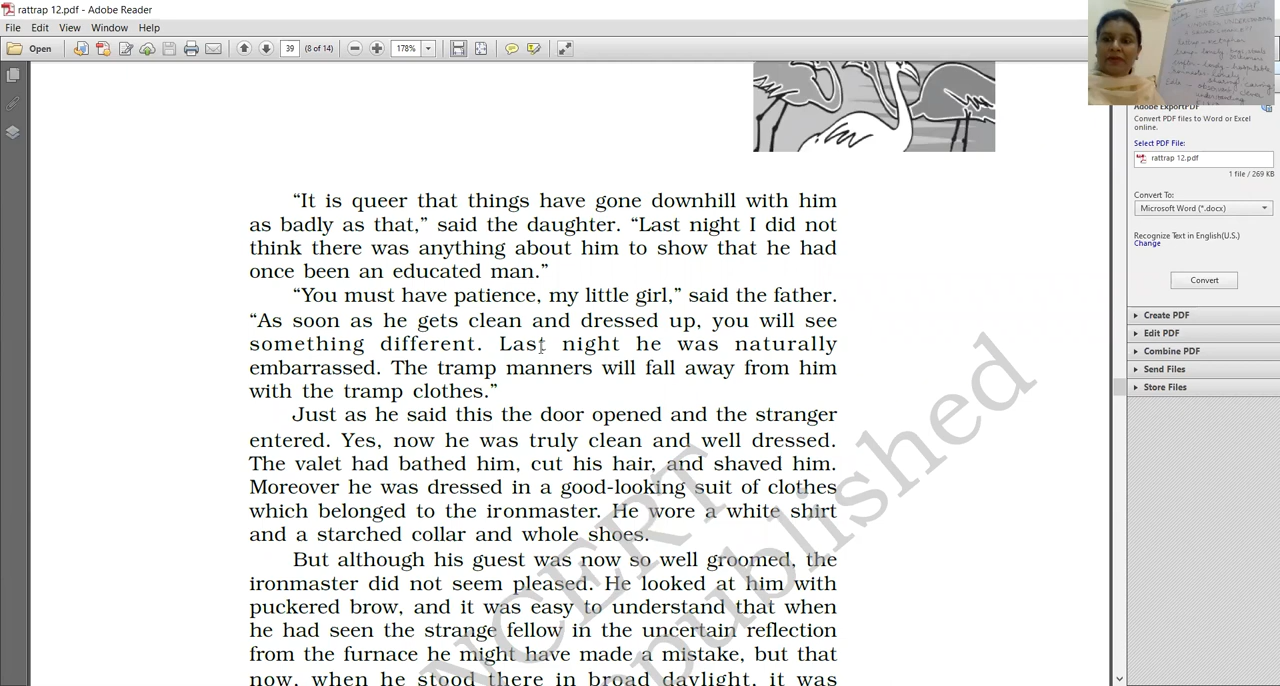 rattrap 12.pdf - Adobe Reader
File Edit View Window Help
Open 39 (8 of 14) 178%
THE RATTRAP
Adobe ExportPDF
Convert PDF files to Word or Excel
online.
Select PDF File:
rattrap 12.pdf
1 file / 269 KB
Convert To:
Microsoft Word (*.docx)
Recognize Text in English(U.S.)
Change
Convert
Create PDF
Edit PDF
Combine PDF
Send Files
Store Files
“It is queer that things have gone downhill with him
as badly as that,” said the daughter. “Last night I did not
think there was anything about him to show that he had
once been an educated man.”
“You must have patience, my little girl,” said the father.
“As soon as he gets clean and dressed up, you will see
something different. Last night he was naturally
embarrassed. The tramp manners will fall away from him
with the tramp clothes.”
Just as he said this the door opened and the stranger
entered. Yes, now he was truly clean and well dressed.
The valet had bathed him, cut his hair, and shaved him.
Moreover he was dressed in a good-looking suit of clothes
which belonged to the ironmaster. He wore a white shirt
and a starched collar and whole shoes.
But although his guest was now so well groomed, the
ironmaster did not seem pleased. He looked at him with
puckered brow, and it was easy to understand that when
he had seen the strange fellow in the uncertain reflection
from the furnace he might have made a mistake, but that
now, when he stood there in broad daylight, it was
NCERT
published